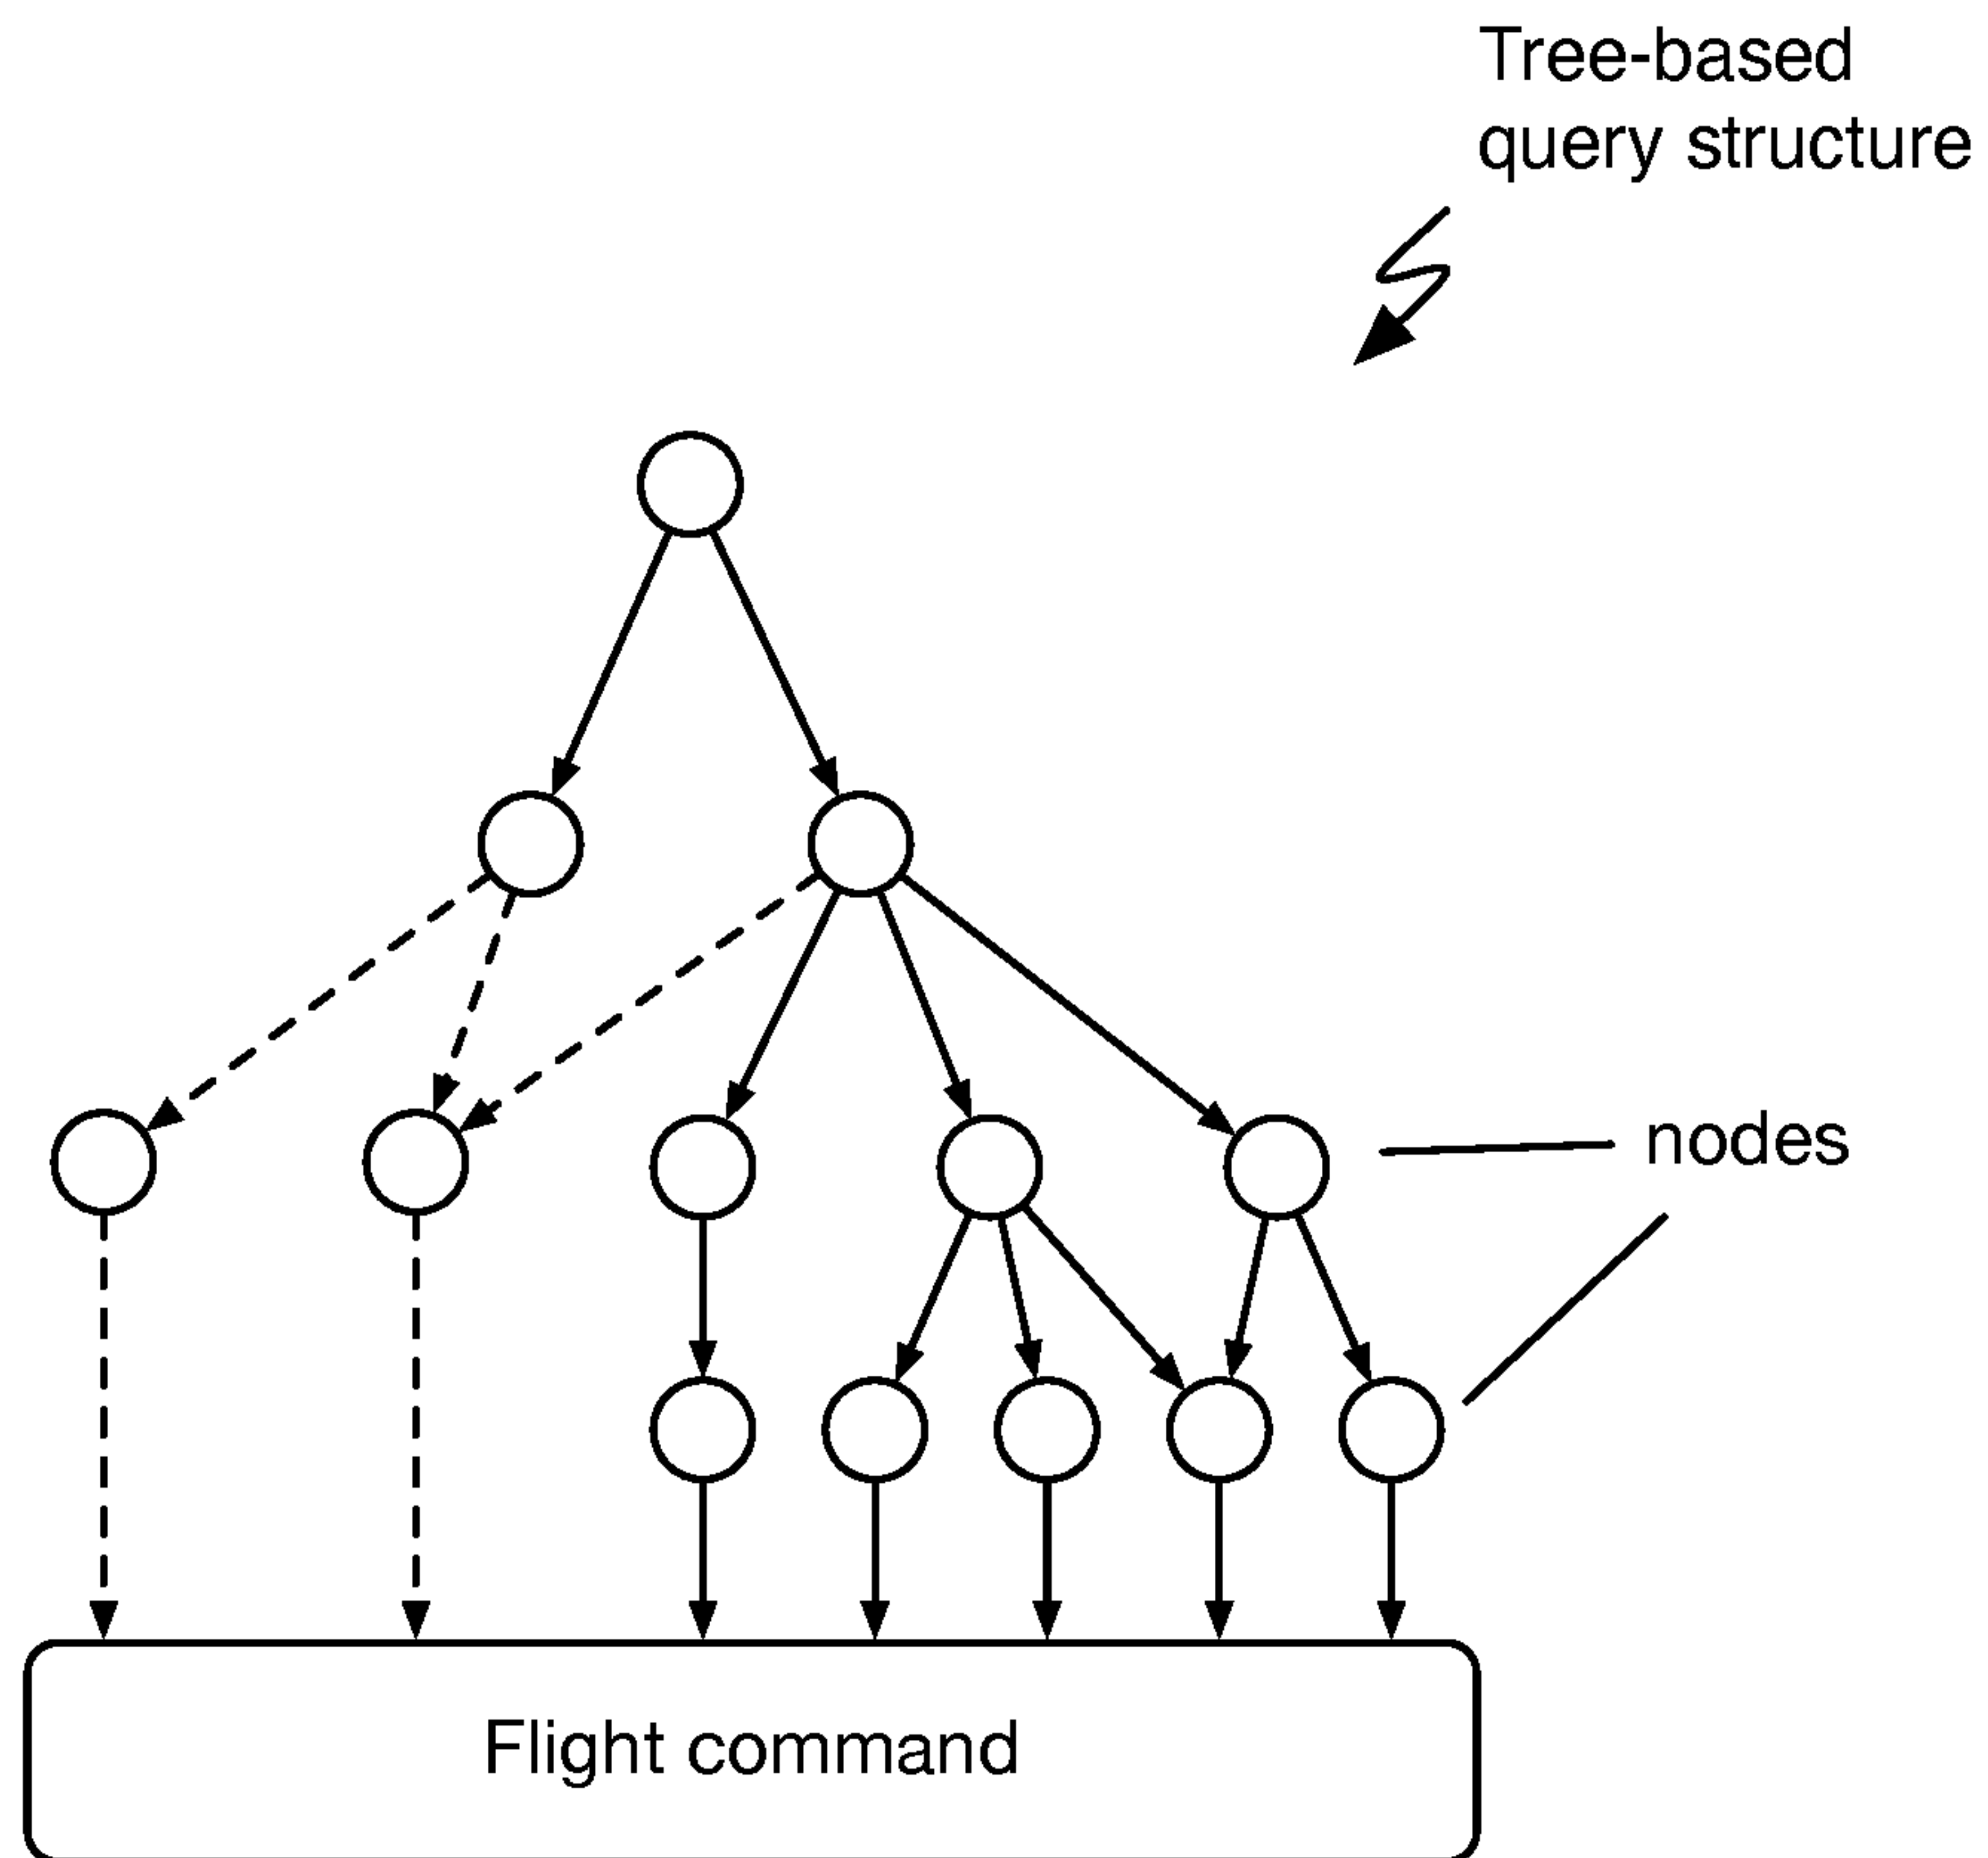 Tree-based
query structure
nodes
Flight command